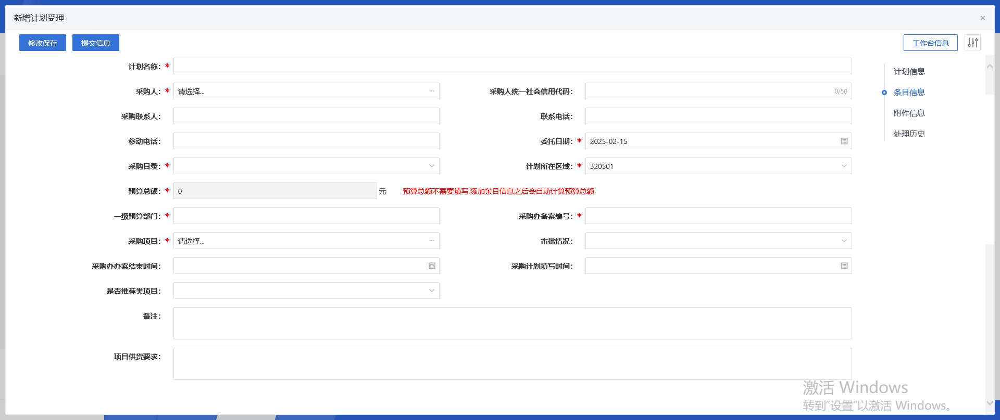 新增计划受理 ×
修改保存 提交信息 工作台信息
计划名称：*
采购人：* 请选择... 采购人统一社会信用代码： 0/50
采购联系人： 联系电话：
移动电话： 委托日期：* 2025-02-15
采购目录：* 计划所在区域：* 320501
预算总额：* 0 元 预算总额不需要填写,添加条目信息之后会自动计算预算总额
一级预算部门：* 采购办备案编号：*
采购项目：* 请选择... 审批情况：
采购办办案结束时间： 采购计划填写时间：
是否推荐类项目：
备注：
项目供货要求：
计划信息
条目信息
附件信息
处理历史
激活 Windows
转到“设置”以激活 Windows。